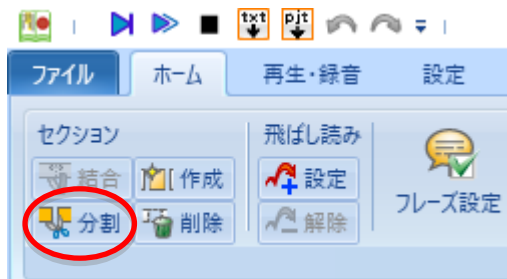 txt pjt
ファイル ホーム 再生・録音 設定
セクション 飛ばし読み
結合 作成 設定
フレーズ設定
分割 削除 解除